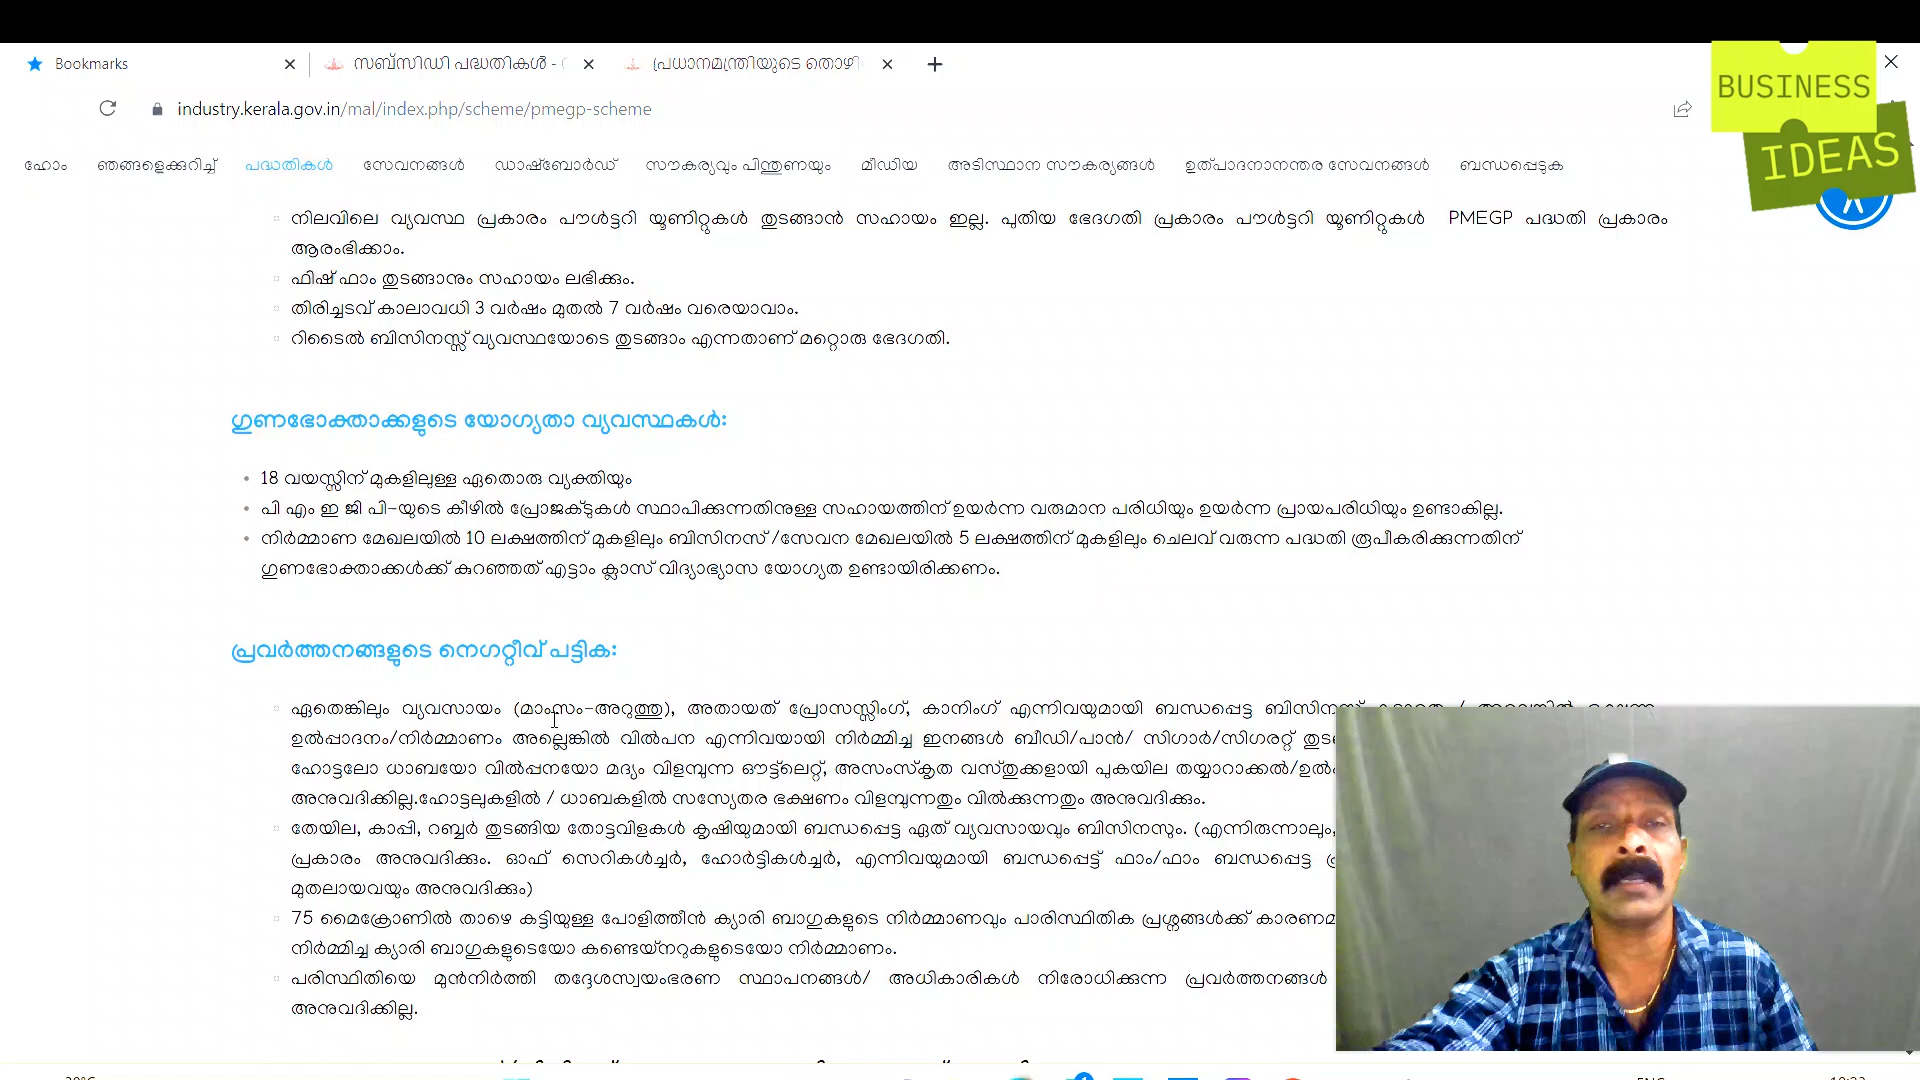 Bookmarks
സബ്സിഡി പദ്ധതികൾ -
പ്രധാനമന്ത്രിയുടെ തൊഴി
BUSINESS
IDEAS
industry.kerala.gov.in/mal/index.php/scheme/pmegp-scheme
ഹോം ഞങ്ങളെക്കുറിച്ച് പദ്ധതികൾ സേവനങ്ങൾ ഡാഷ്ബോർഡ് സൗകര്യവും പിന്തുണയും മീഡിയ അടിസ്ഥാന സൗകര്യങ്ങൾ ഉത്പാദനാനന്തര സേവനങ്ങൾ ബന്ധപ്പെടുക
നിലവിലെ വ്യവസ്ഥ പ്രകാരം പൗൾട്ടറി യൂണിറ്റുകൾ തുടങ്ങാൻ സഹായം ഇല്ല. പുതിയ ഭേദഗതി പ്രകാരം പൗൾട്ടറി യൂണിറ്റുകൾ PMEGP പദ്ധതി പ്രകാരം
ആരംഭിക്കാം.
ഫിഷ് ഫാം തുടങ്ങാനും സഹായം ലഭിക്കും.
തിരിച്ചടവ് കാലാവധി 3 വർഷം മുതൽ 7 വർഷം വരെയാവാം.
റിടൈൽ ബിസിനസ്സ് വ്യവസ്ഥയോടെ തുടങ്ങാം എന്നതാണ് മറ്റൊരു ഭേദഗതി.
ഗുണഭോക്താക്കളുടെ യോഗ്യതാ വ്യവസ്ഥകൾ:
• 18 വയസ്സിന് മുകളിലുള്ള ഏതൊരു വ്യക്തിയും
• പി എം ഇ ജി പി-യുടെ കീഴിൽ പ്രോജക്ടുകൾ സ്ഥാപിക്കുന്നതിനുള്ള സഹായത്തിന് ഉയർന്ന വരുമാന പരിധിയും ഉയർന്ന പ്രായപരിധിയും ഉണ്ടാകില്ല.
• നിർമ്മാണ മേഖലയിൽ 10 ലക്ഷത്തിന് മുകളിലും ബിസിനസ് /സേവന മേഖലയിൽ 5 ലക്ഷത്തിന് മുകളിലും ചെലവ് വരുന്ന പദ്ധതി രൂപീകരിക്കുന്നതിന്
ഗുണഭോക്താക്കൾക്ക് കുറഞ്ഞത് എട്ടാം ക്ലാസ് വിദ്യാഭ്യാസ യോഗ്യത ഉണ്ടായിരിക്കണം.
പ്രവർത്തനങ്ങളുടെ നെഗറ്റീവ് പട്ടിക:
ഏതെങ്കിലും വ്യവസായം (മാംസം-അറുത്തു), അതായത് പ്രോസസ്സിംഗ്, കാനിംഗ് എന്നിവയുമായി ബന്ധപ്പെട്ട
ഉൽപ്പാദനം/നിർമ്മാണം അല്ലെങ്കിൽ വിൽപന എന്നിവയായി നിർമ്മിച്ച ഇനങ്ങൾ ബീഡി/പാൻ/ സിഗാർ/സിഗരറ്റ്
ഹോട്ടലോ ധാബയോ വിൽപ്പനയോ മദ്യം വിളമ്പുന്ന ഔട്ട്ലെറ്റ്, അസംസ്കൃത വസ്തുക്കളായി പുകയില
അനുവദിക്കില്ല.ഹോട്ടലുകളിൽ / ധാബകളിൽ സസ്യേതര ഭക്ഷണം വിളമ്പുന്നതും വിൽക്കുന്നതും അനുവദിക്കും.
തേയില, കാപ്പി, റബ്ബർ തുടങ്ങിയ തോട്ടവിളകൾ കൃഷിയുമായി ബന്ധപ്പെട്ട ഏത് വ്യവസായവും ബിസിനസും. (എന്നിരുന്നാലും,
പ്രകാരം അനുവദിക്കും. ഓഫ് സെറികൾച്ചർ, ഹോർട്ടികൾച്ചർ, എന്നിവയുമായി ബന്ധപ്പെട്ട് ഫാം/ഫാം ബന്ധപ്പെട്ട
മുതലായവയും അനുവദിക്കും)
75 മൈക്രോണിൽ താഴെ കട്ടിയുള്ള പോളിത്തീൻ ക്യാരി ബാഗുകളുടെ നിർമ്മാണവും പാരിസ്ഥിതിക പ്രശ്നങ്ങൾക്ക്
നിർമ്മിച്ച ക്യാരി ബാഗുകളുടെയോ കണ്ടെയ്നറുകളുടെയോ നിർമ്മാണം.
പരിസ്ഥിതിയെ മുൻനിർത്തി തദ്ദേശസ്വയംഭരണ സ്ഥാപനങ്ങൾ/ അധികാരികൾ നിരോധിക്കുന്ന പ്രവർത്തനങ്ങൾ
അനുവദിക്കില്ല.